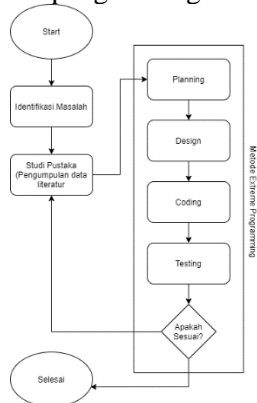 Start
Identifikasi Masalah
Studi Pustaka
(Pengumpulan data
literatur
Planning
Design
Coding
Testing
Apakah
Sesuai?
Metode Extreme Programming
Selesai